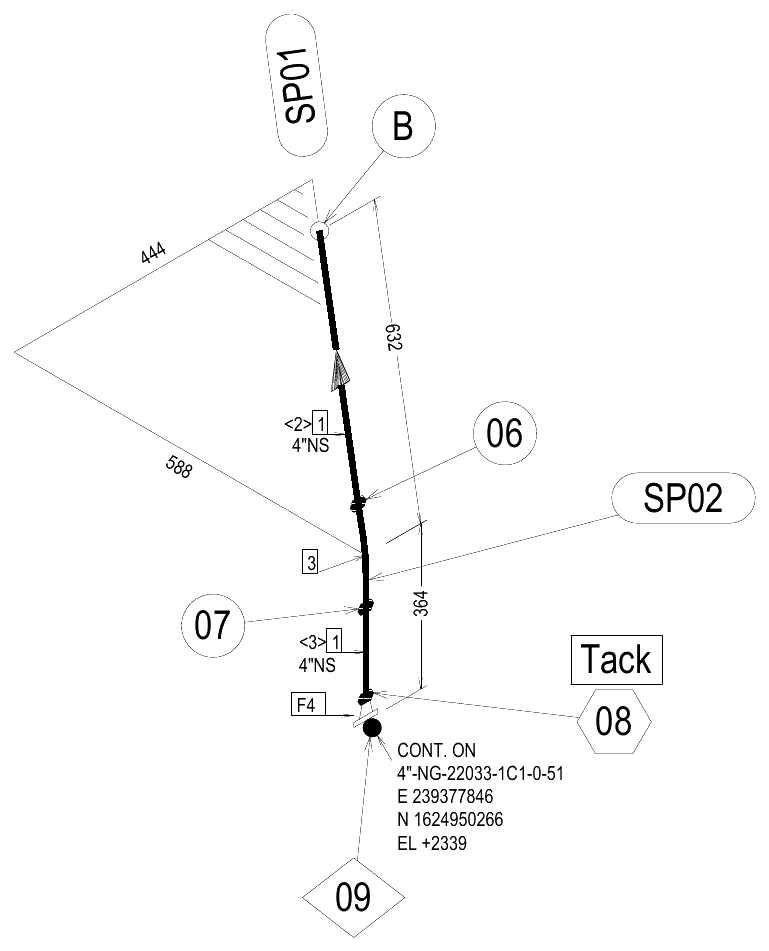 SP01
B
444
632
<2> 1
4"NS
06
588
SP02
3
364
07
<3> 1
4"NS
Tack
F4
08
CONT. ON
4"-NG-22033-1C1-0-51
E 239377846
N 1624950266
EL +2339
09